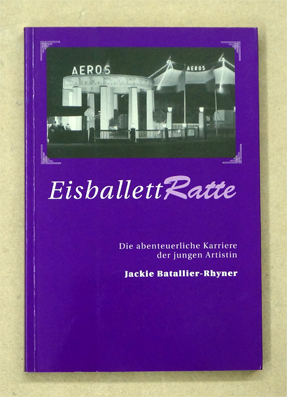 AEROS
AEROS
EisballettRatte
Die abenteuerliche Karriere
der jungen Artistin
Jackie Batallier-Rhyner